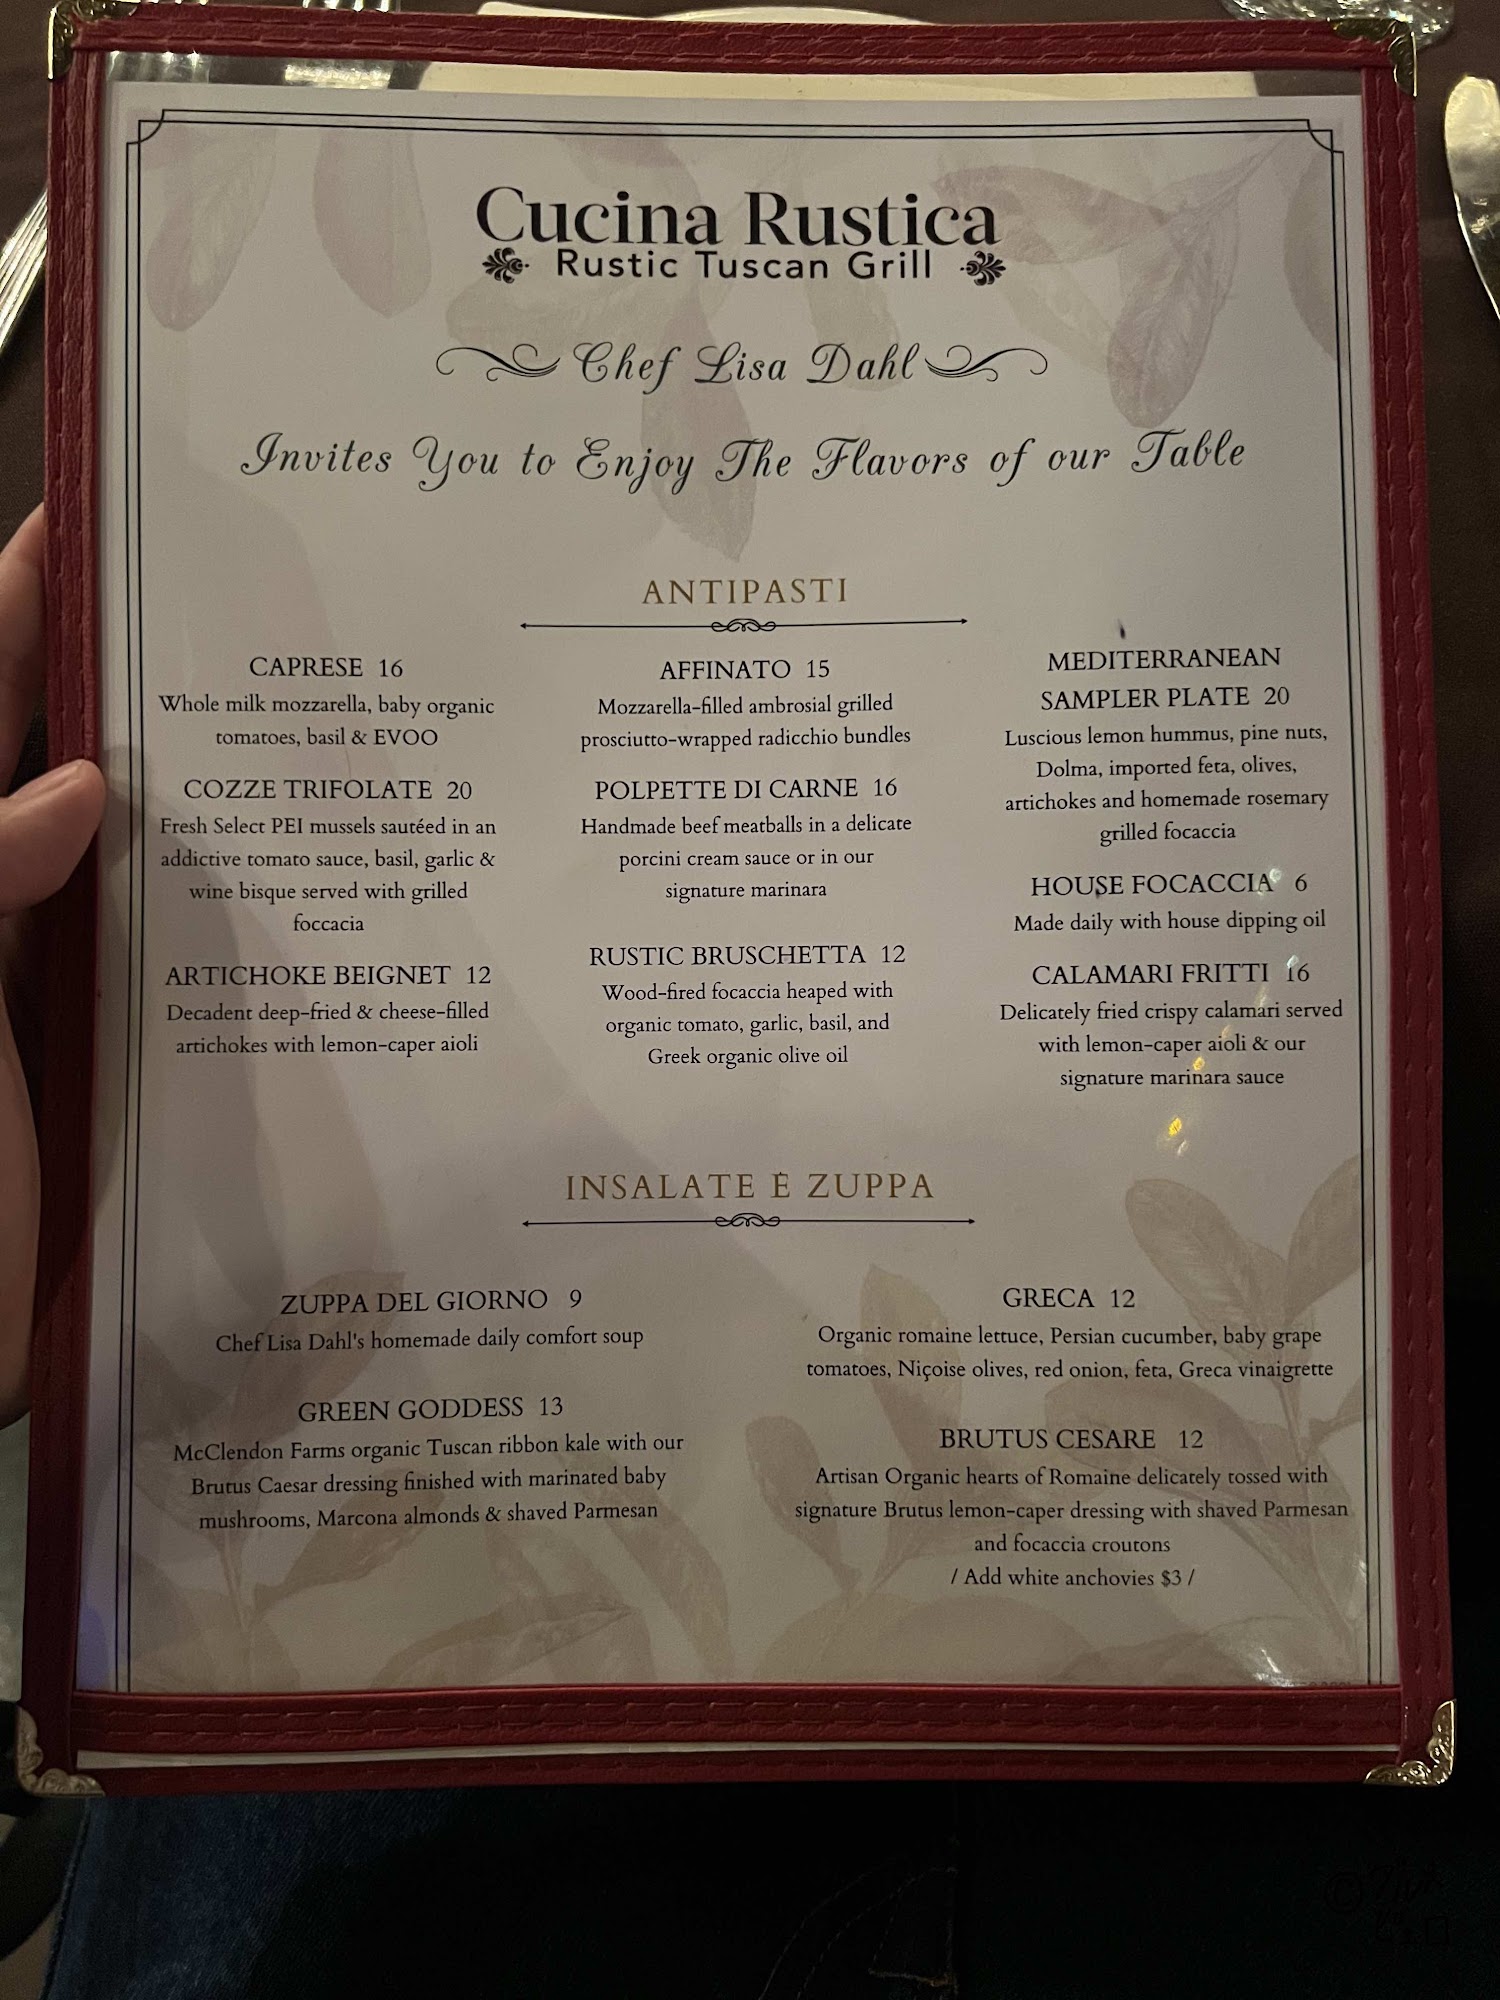 Cucina Rustica
Rustic Tuscan Grill
Chef Lisa Dahl
Invites You to Enjoy The Flavors of our Table
ANTIPASTI
CAPRESE 16
Whole milk mozzarella, baby organic
tomatoes, basil & EVOO
COZZE TRIFOLATE 20
Fresh Select PEI mussels sautéed in an
addictive tomato sauce, basil, garlic &
wine bisque served with grilled
foccacia
ARTICHOKE BEIGNET 12
Decadent deep-fried & cheese-filled
artichokes with lemon-caper aioli
AFFINATO 15
Mozzarella-filled ambrosial grilled
prosciutto-wrapped radicchio bundles
POLPETTE DI CARNE 16
Handmade beef meatballs in a delicate
porcini cream sauce or in our
signature marinara
RUSTIC BRUSCHETTA 12
Wood-fired focaccia heaped with
organic tomato, garlic, basil, and
Greek organic olive oil
MEDITERRANEAN
SAMPLER PLATE 20
Luscious lemon hummus, pine nuts,
Dolma, imported feta, olives,
artichokes and homemade rosemary
grilled focaccia
HOUSE FOCACCIA 6
Made daily with house dipping oil
CALAMARI FRITTI 16
Delicately fried crispy calamari served
with lemon-caper aioli & our
signature marinara sauce
INSALATE E ZUPPA
ZUPPA DEL GIORNO 9
Chef Lisa Dahl's homemade daily comfort soup
GREEN GODDESS 13
McClendon Farms organic Tuscan ribbon kale with our
Brutus Caesar dressing finished with marinated baby
mushrooms, Marcona almonds & shaved Parmesan
GRECA 12
Organic romaine lettuce, Persian cucumber, baby grape
tomatoes, Niçoise olives, red onion, feta, Greca vinaigrette
BRUTUS CESARE 12
Artisan Organic hearts of Romaine delicately tossed with
signature Brutus lemon-caper dressing with shaved Parmesan
and focaccia croutons
/ Add white anchovies $3 /